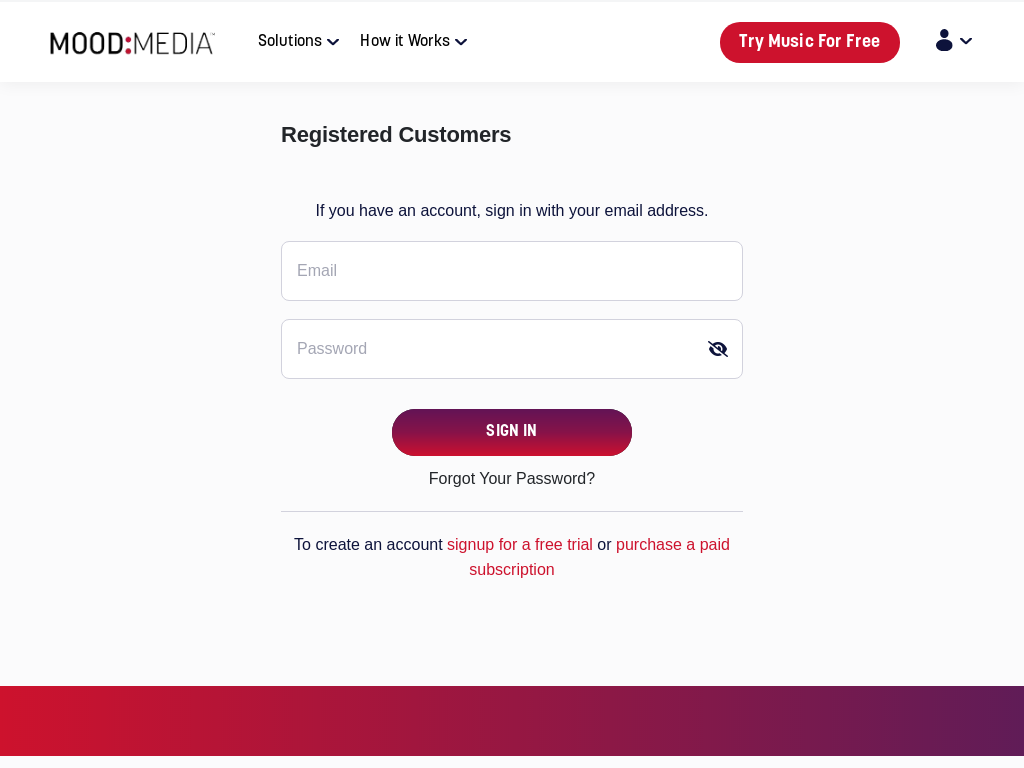 MOOD:MEDIA™
Solutions
How it Works
Try Music For Free
Registered Customers
If you have an account, sign in with your email address.
Email
Password
SIGN IN
Forgot Your Password?
To create an account signup for a free trial or purchase a paid
subscription